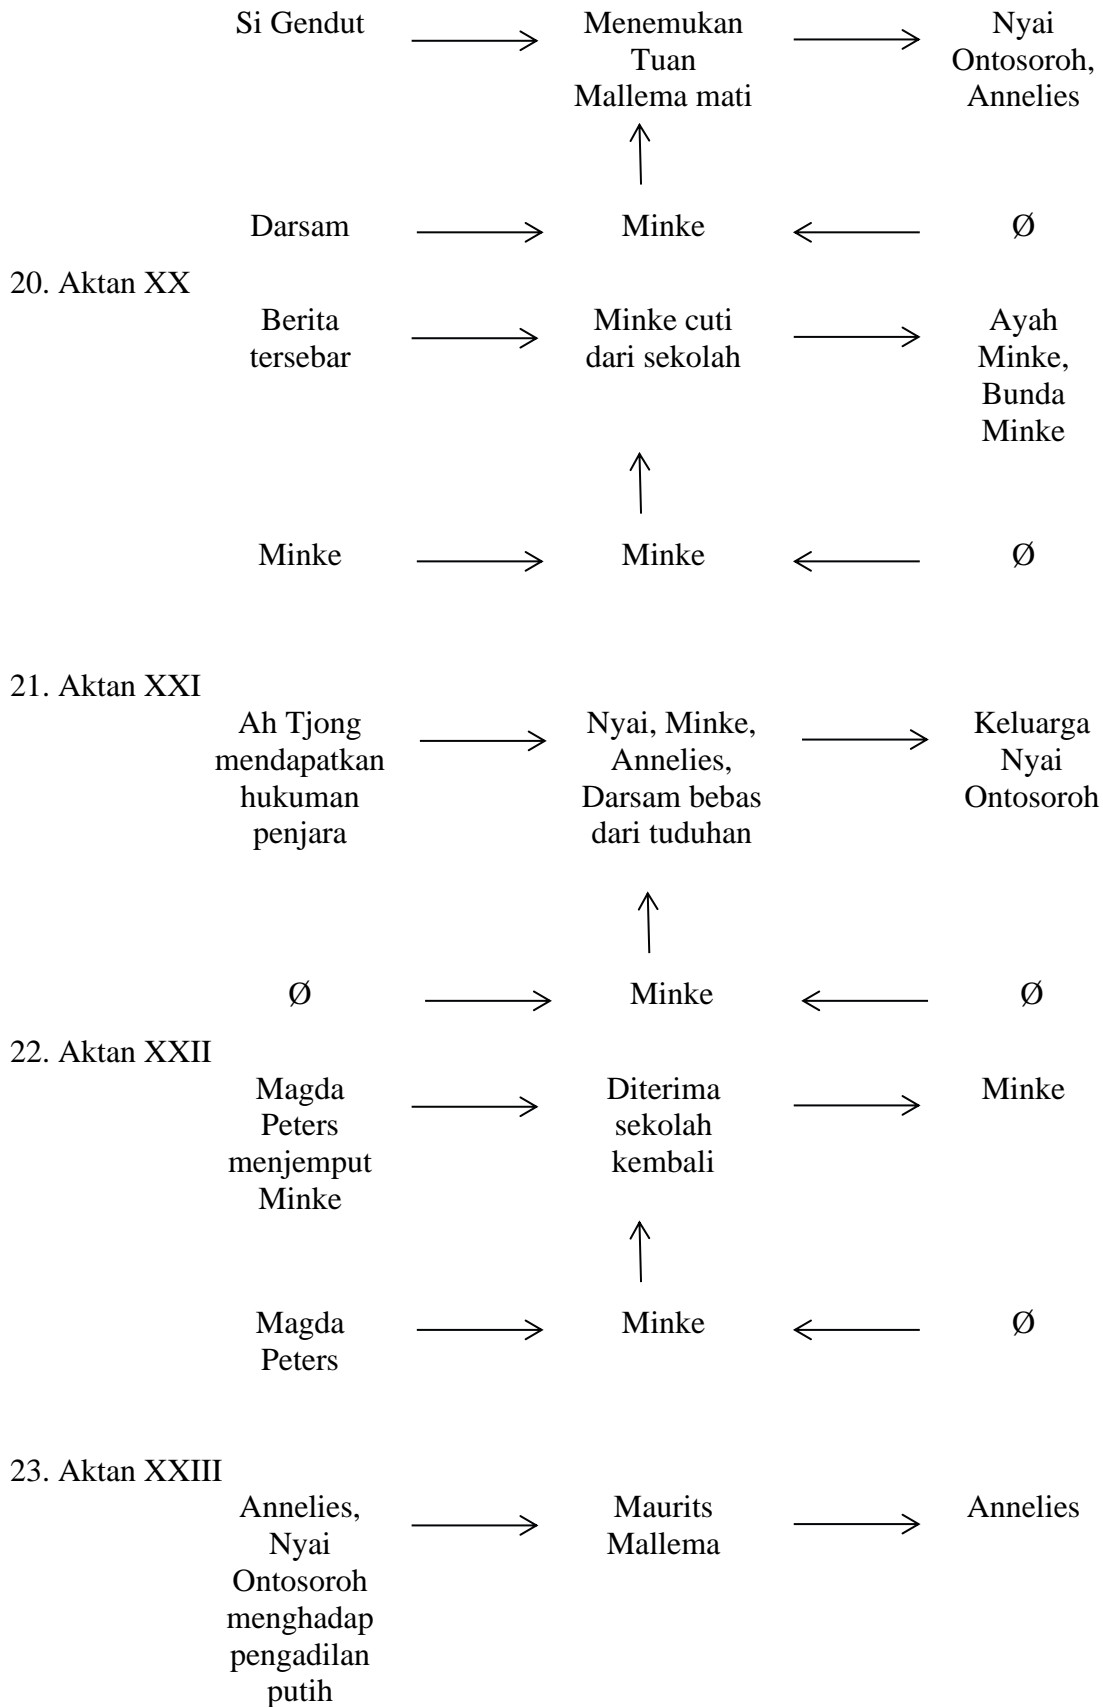 Si Gendut
Menemukan
Tuan
Mallema mati
Nyai
Ontosoroh,
Annelies
Darsam
Minke
Ø
20. Aktan XX
Berita
tersebar
Minke cuti
dari sekolah
Ayah
Minke,
Bunda
Minke
Minke
Minke
Ø
21. Aktan XXI
Ah Tjong
mendapatkan
hukuman
penjara
Nyai, Minke,
Annelies,
Darsam bebas
dari tuduhan
Keluarga
Nyai
Ontosoroh
Ø
Minke
Ø
22. Aktan XXII
Magda
Peters
menjemput
Minke
Diterima
sekolah
kembali
Minke
Magda
Peters
Minke
Ø
23. Aktan XXIII
Annelies,
Nyai
Ontosoroh
menghadap
pengadilan
putih
Maurits
Mallema
Annelies